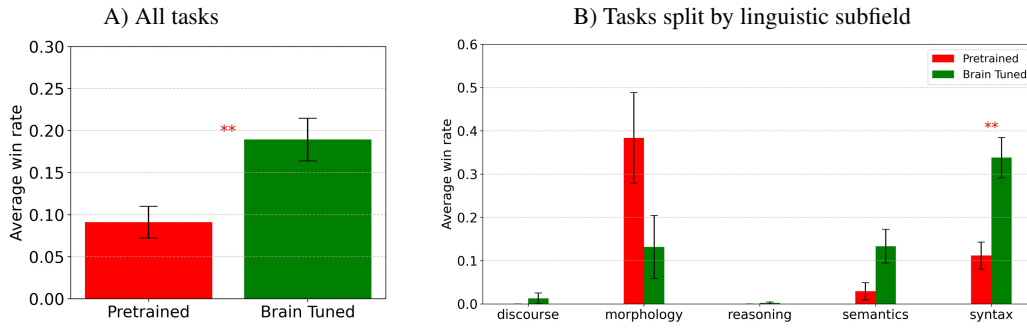 A) All tasks
0.30
0.25
0.20
0.15
0.10
0.05
0.00
Average win rate
**
Pretrained
Brain Tuned
B) Tasks split by linguistic subfield
0.6
0.5
0.4
0.3
0.2
0.1
0.0
Average win rate
Pretrained
Brain Tuned
**
discourse
morphology
reasoning
semantics
syntax